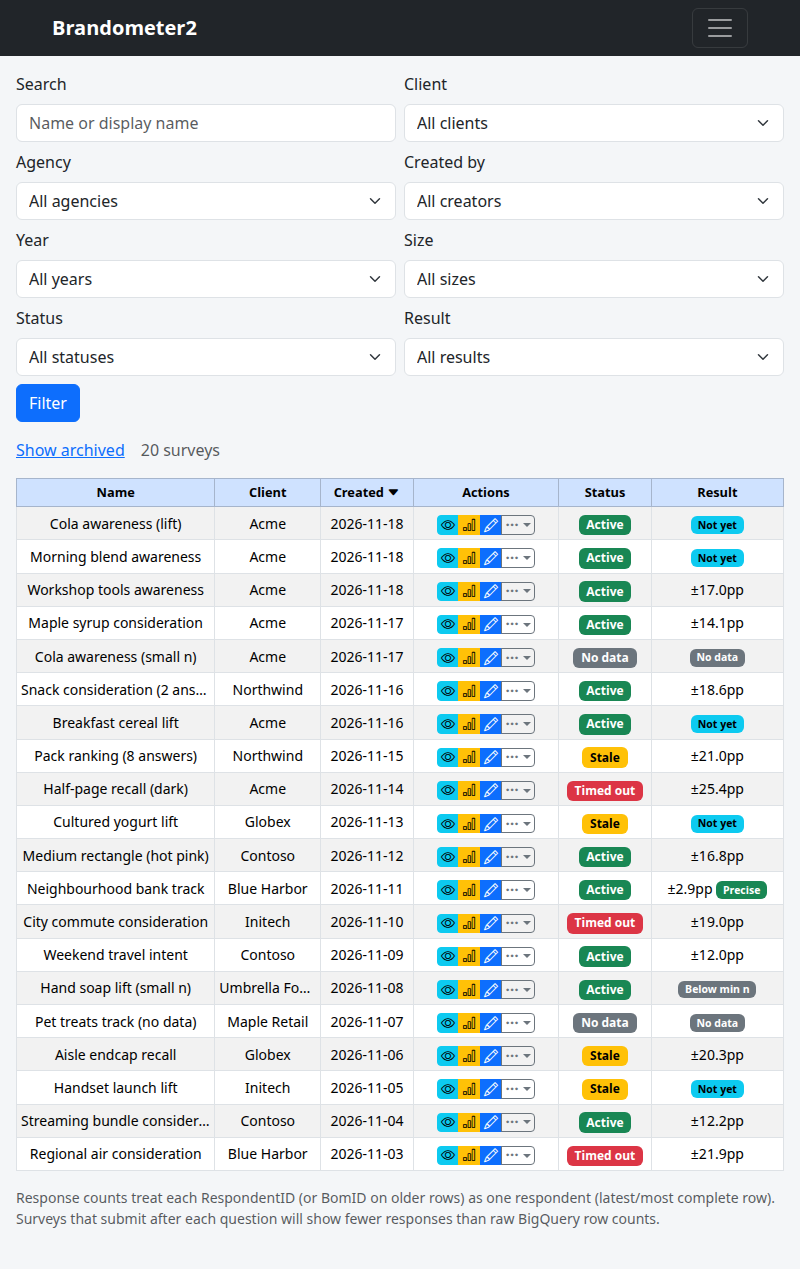 Brandometer2
Search Client
Name or display name All clients
Agency Created by
All agencies All creators
Year Size
All years All sizes
Status Result
All statuses All results
Filter
Show archived 20 surveys
Name Client Created Actions Status Result
Cola awareness (lift) Acme 2026-11-18 Active Not yet
Morning blend awareness Acme 2026-11-18 Active Not yet
Workshop tools awareness Acme 2026-11-18 Active ±17.0pp
Maple syrup consideration Acme 2026-11-17 Active ±14.1pp
Cola awareness (small n) Acme 2026-11-17 No data No data
Snack consideration (2 ans... Northwind 2026-11-16 Active ±18.6pp
Breakfast cereal lift Acme 2026-11-16 Active Not yet
Pack ranking (8 answers) Northwind 2026-11-15 Stale ±21.0pp
Half-page recall (dark) Acme 2026-11-14 Timed out ±25.4pp
Cultured yogurt lift Globex 2026-11-13 Stale Not yet
Medium rectangle (hot pink) Contoso 2026-11-12 Active ±16.8pp
Neighbourhood bank track Blue Harbor 2026-11-11 Active ±2.9pp Precise
City commute consideration Initech 2026-11-10 Timed out ±19.0pp
Weekend travel intent Contoso 2026-11-09 Active ±12.0pp
Hand soap lift (small n) Umbrella Fo... 2026-11-08 Active Below min n
Pet treats track (no data) Maple Retail 2026-11-07 No data No data
Aisle endcap recall Globex 2026-11-06 Stale ±20.3pp
Handset launch lift Initech 2026-11-05 Stale Not yet
Streaming bundle consider... Contoso 2026-11-04 Active ±12.2pp
Regional air consideration Blue Harbor 2026-11-03 Timed out ±21.9pp
Response counts treat each RespondentID (or BomID on older rows) as one respondent (latest/most complete row).
Surveys that submit after each question will show fewer responses than raw BigQuery row counts.